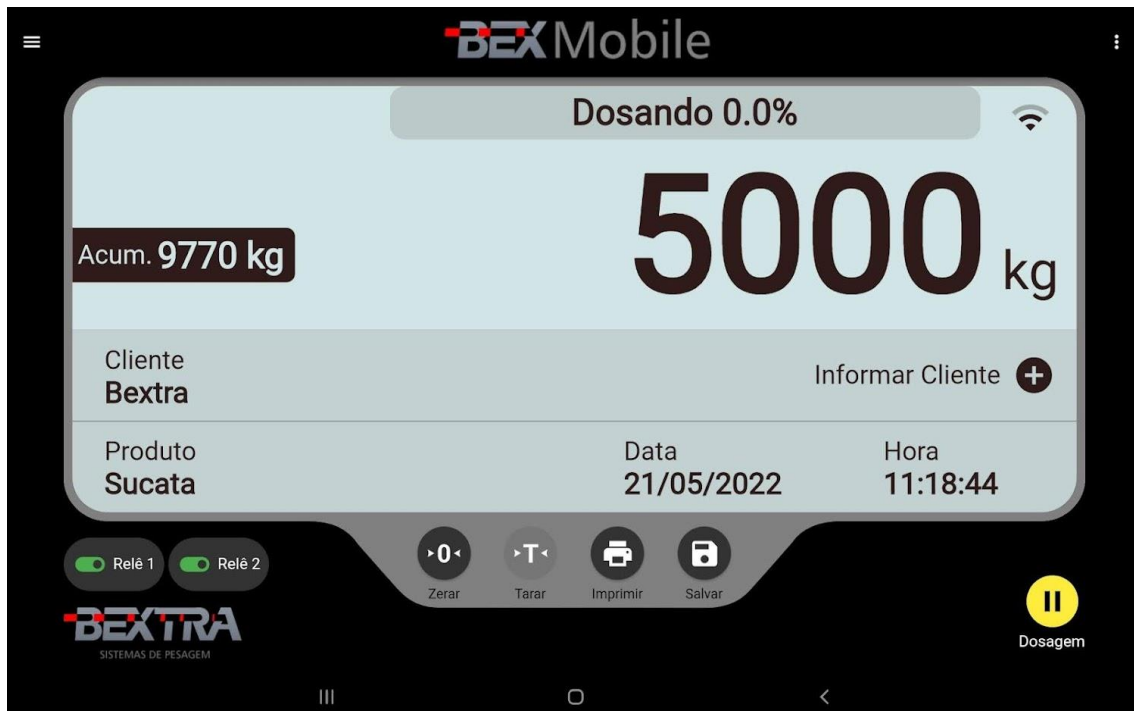 BEX Mobile
Dosando 0.0%
5000 kg
Acum. 9770 kg
Cliente
Bextra
Informar Cliente
Produto
Sucata
Data
21/05/2022
Hora
11:18:44
Relê 1
Relê 2
0
T
Zerar
Tarar
Imprimir
Salvar
BEXTRA
SISTEMAS DE PESAGEM
Dosagem